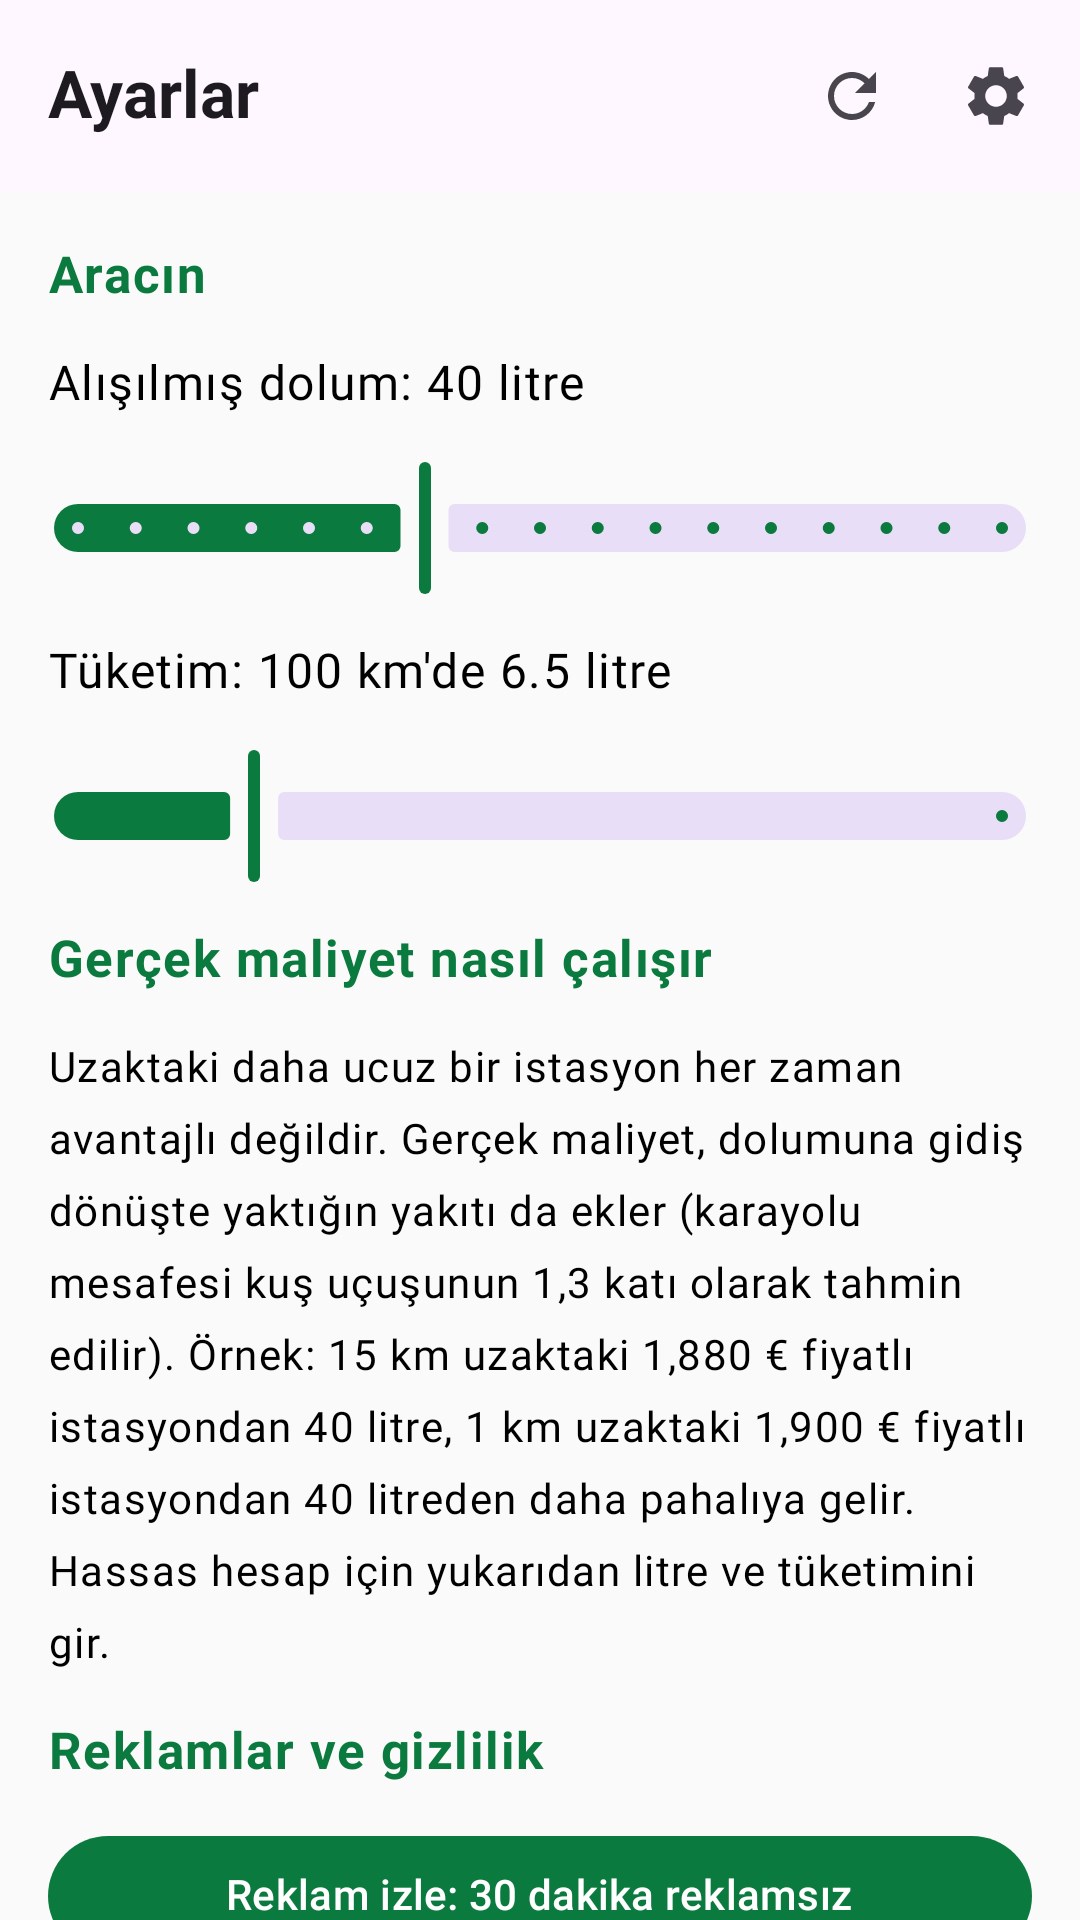 Ayarlar
Aracın
Alışılmış dolum: 40 litre
Tüketim: 100 km'de 6.5 litre
Gerçek maliyet nasıl çalışır
Uzaktaki daha ucuz bir istasyon her zaman
avantajlı değildir. Gerçek maliyet, dolumuna gidiş
dönüşte yaktığın yakıtı da ekler (karayolu
mesafesi kuş uçuşunun 1,3 katı olarak tahmin
edilir). Örnek: 15 km uzaktaki 1,880 € fiyatlı
istasyondan 40 litre, 1 km uzaktaki 1,900 € fiyatlı
istasyondan 40 litreden daha pahalıya gelir.
Hassas hesap için yukarıdan litre ve tüketimini
gir.
Reklamlar ve gizlilik
Reklam izle: 30 dakika reklamsız